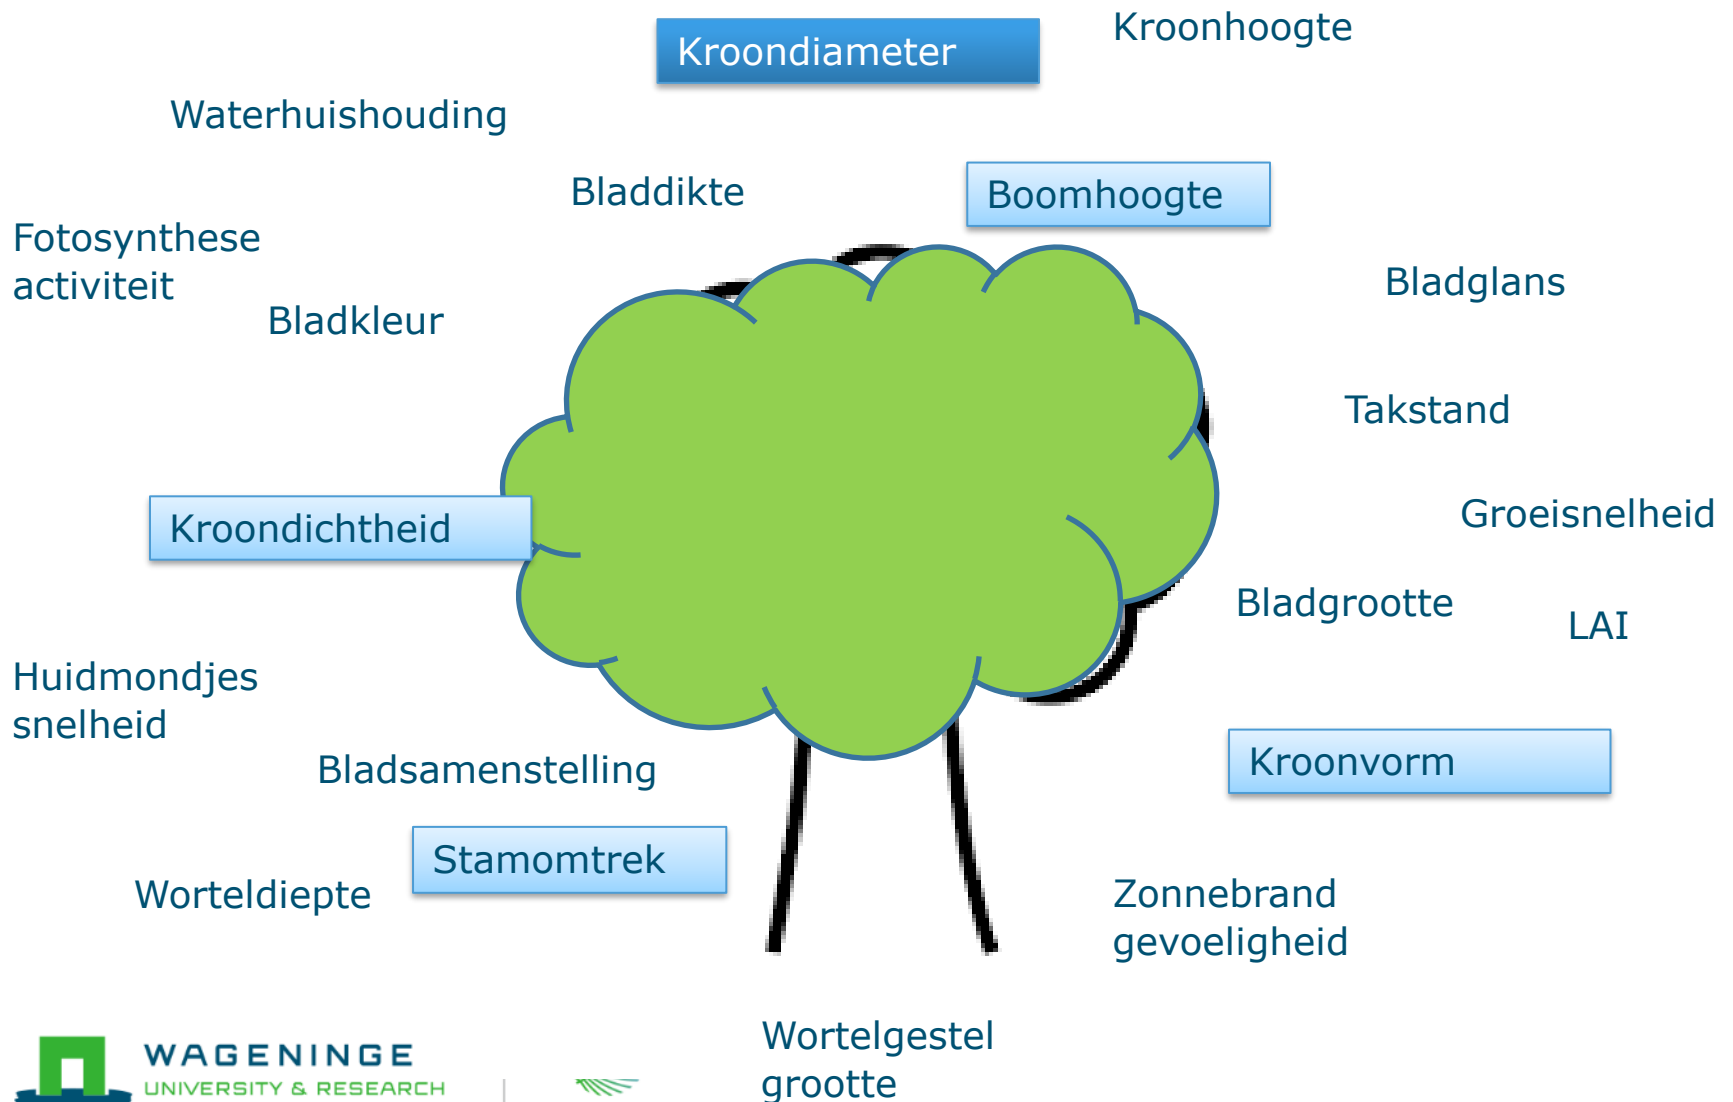 Kroonhoogte
Kroondiameter
Waterhuishouding
Bladdikte
Boomhoogte
Fotosynthese
activiteit
Bladglans
Bladkleur
Takstand
Kroondichtheid
Groeisnelheid
Bladgrootte
LAI
Huidmondjes
snelheid
Bladsamenstelling
Kroonvorm
Stamomtrek
Worteldiepte
Zonnebrand
gevoeligheid
Wortelgestel
grootte
WAGENINGE
UNIVERSITY & RESEARCH